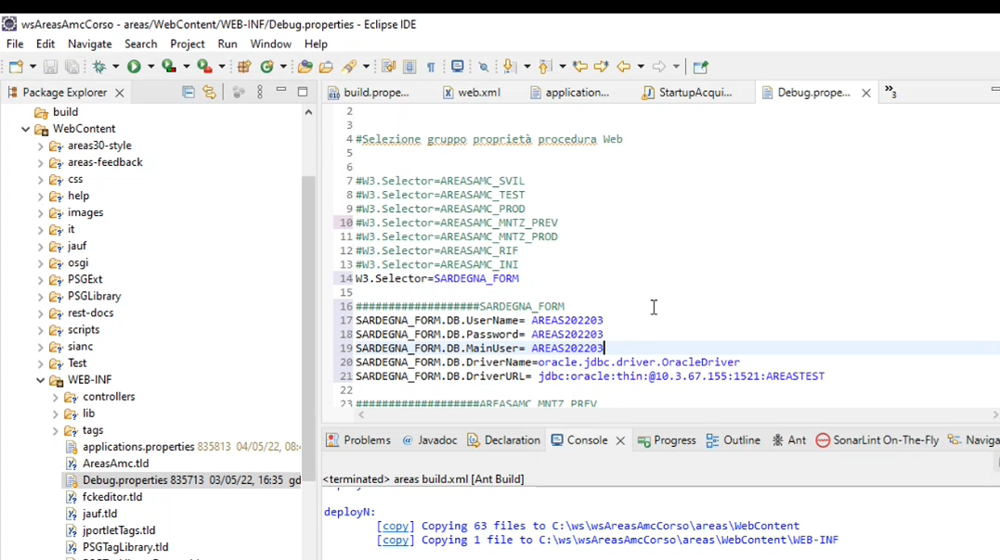 wsAreasAmcCorso - areas/WebContent/WEB-INF/Debug.properties - Eclipse IDE
File Edit Navigate Search Project Run Window Help
Package Explorer
build.prope...
web.xml
application...
StartupAcqui...
Debug.prope...
»3
build
WebContent
areas30-style
areas-feedback
css
help
images
it
jauf
osgi
PSGExt
PSGLibrary
rest-docs
scripts
sianc
Test
WEB-INF
controllers
lib
tags
applications.properties 835813 04/05/22, 08:4
AreasAmc.tld
Debug.properties 835713 03/05/22, 16:35 gd
fckeditor.tld
jauf.tld
jportletTags.tld
PSGTagLibrary.tld
2
3
4 #Selezione gruppo proprietà procedura Web
5
6
7 #W3.Selector=AREASAMC_SVIL
8 #W3.Selector=AREASAMC_TEST
9 #W3.Selector=AREASAMC_PROD
10 #W3.Selector=AREASAMC_MNTZ_PREV
11 #W3.Selector=AREASAMC_MNTZ_PROD
12 #W3.Selector=AREASAMC_RIF
13 #W3.Selector=AREASAMC_INI
14 W3.Selector=SARDEGNA_FORM
15
16 ###################SARDEGNA_FORM
17 SARDEGNA_FORM.DB.UserName= AREAS202203
18 SARDEGNA_FORM.DB.Password= AREAS202203
19 SARDEGNA_FORM.DB.MainUser= AREAS202203
20 SARDEGNA_FORM.DB.DriverName=oracle.jdbc.driver.OracleDriver
21 SARDEGNA_FORM.DB.DriverURL= jdbc:oracle:thin:@10.3.67.155:1521:AREASTEST
22
23 ###################AREASAMC_MNTZ_PREV
Problems
Javadoc
Declaration
Console
Progress
Outline
Ant
SonarLint On-The-Fly
Naviga
<terminated> areas build.xml [Ant Build]
deployN:
[copy] Copying 63 files to C:\ws\wsAreasAmcCorso\areas\WebContent
[copy] Copying 1 file to C:\ws\wsAreasAmcCorso\areas\WebContent\WEB-INF